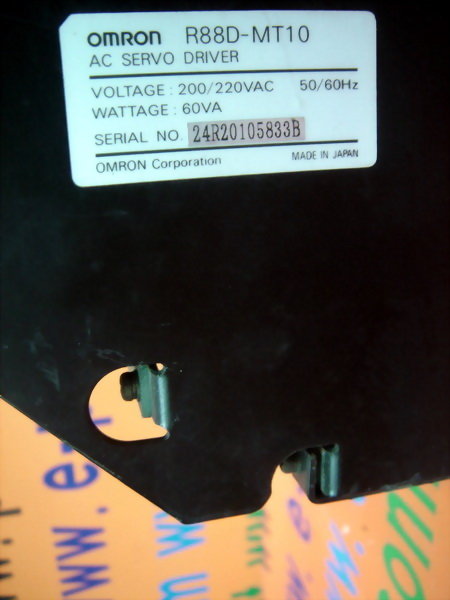 OMRON R88D-MT10
AC SERVO DRIVER
VOLTAGE : 200/220VAC 50/60Hz
WATTAGE : 60VA
SERIAL NO. 24R20105833B
OMRON Corporation MADE IN JAPAN